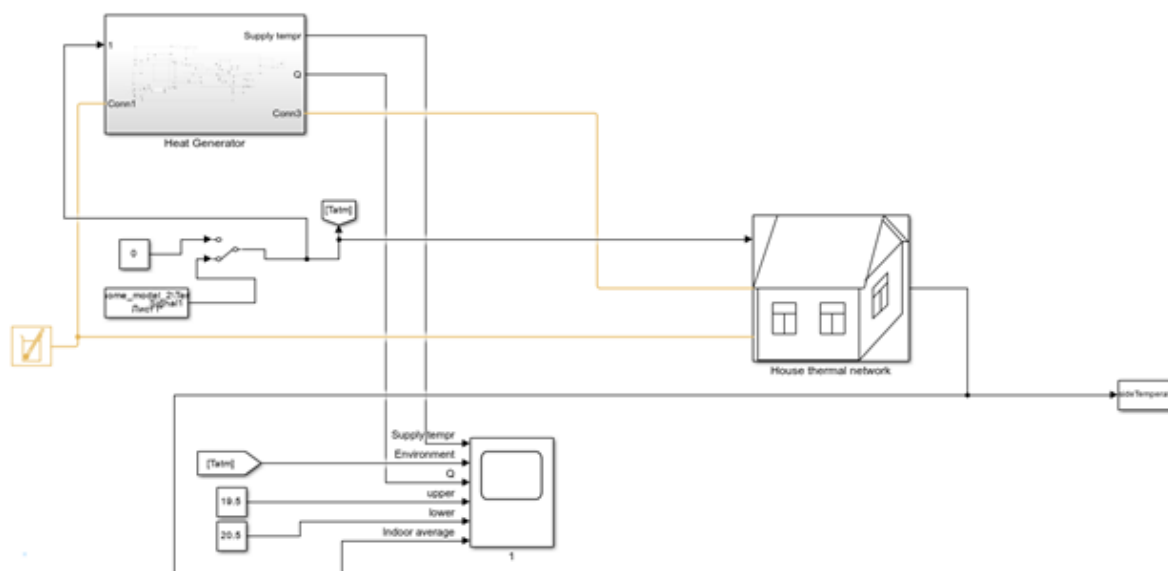 Supply tempr
1
Q
Conn1
Conn3
Heat Generator
[Tatm]
0
Лист1
House thermal network
Supply tempr
Environment
[Tatm]
Q
19.5
upper
20.5
lower
Indoor average
1